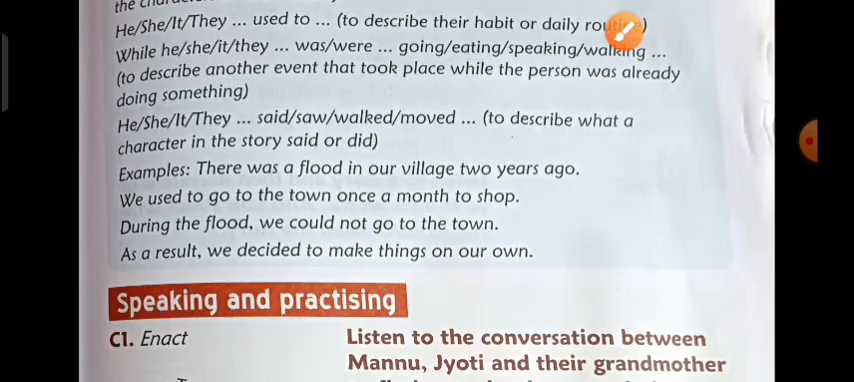 the
He/She/It/They ... used to ... (to describe their habit or daily routine)
While he/she/it/they ... was/were ... going/eating/speaking/walking ...
(to describe another event that took place while the person was already
doing something)
He/She/It/They ... said/saw/walked/moved ... (to describe what a
character in the story said or did)
Examples: There was a flood in our village two years ago.
We used to go to the town once a month to shop.
During the flood, we could not go to the town.
As a result, we decided to make things on our own.
Speaking and practising
C1. Enact
Listen to the conversation between
Mannu, Jyoti and their grandmother